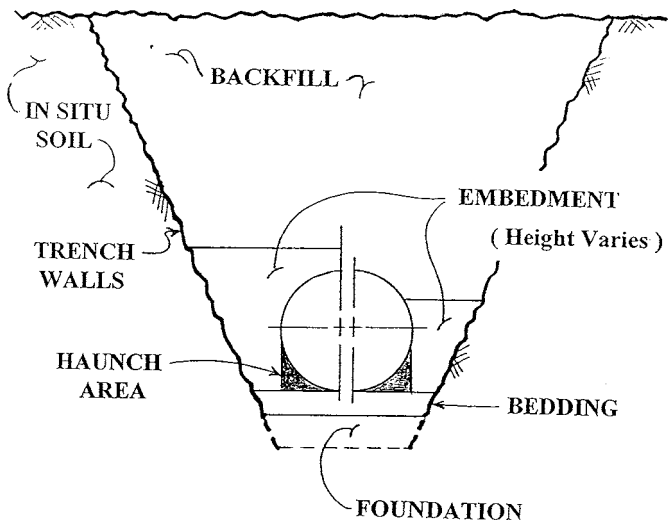 BACKFILL
IN SITU
SOIL
EMBEDMENT
( Height Varies )
TRENCH
WALLS
HAUNCH
AREA
BEDDING
FOUNDATION